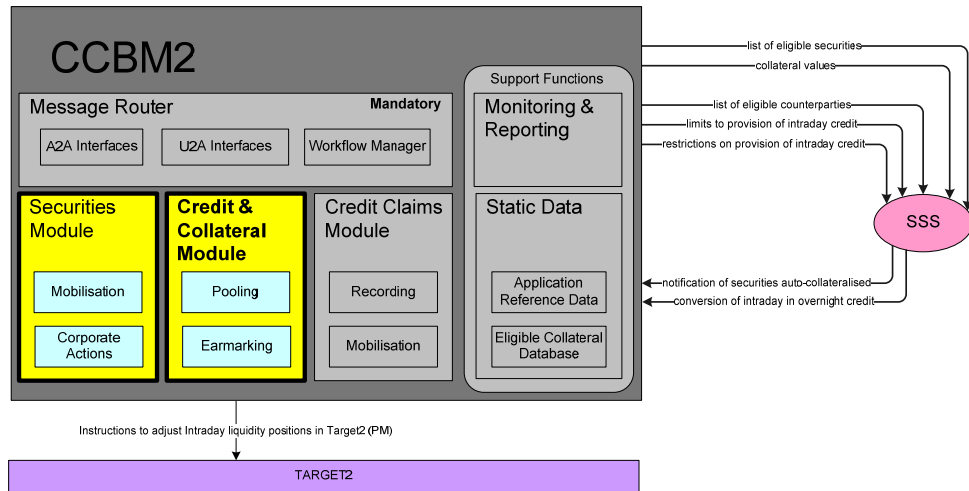 CCBM2
Message Router
Mandatory
A2A Interfaces
U2A Interfaces
Workflow Manager
Securities
Module
Mobilisation
Corporate
Actions
Credit &
Collateral
Module
Pooling
Earmarking
Credit Claims
Module
Recording
Mobilisation
Support Functions
Monitoring &
Reporting
Static Data
Application
Reference Data
Eligible Collateral
Database
list of eligible securities
collateral values
list of eligible counterparties
limits to provision of intraday credit
restrictions on provision of intraday credit
SSS
notification of securities auto-collateralised
conversion of intraday in overnight credit
Instructions to adjust Intraday liquidity positions in Target2 (PM)
TARGET2